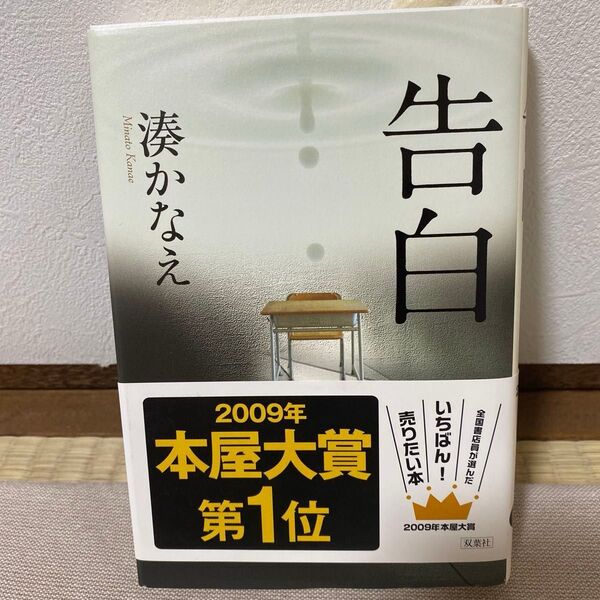 告白
湊かなえ
Minato Kanae
2009年
本屋大賞
第1位
全国書店員が選んだ
いちばん!
売りたい本
2009年本屋大賞
双葉社